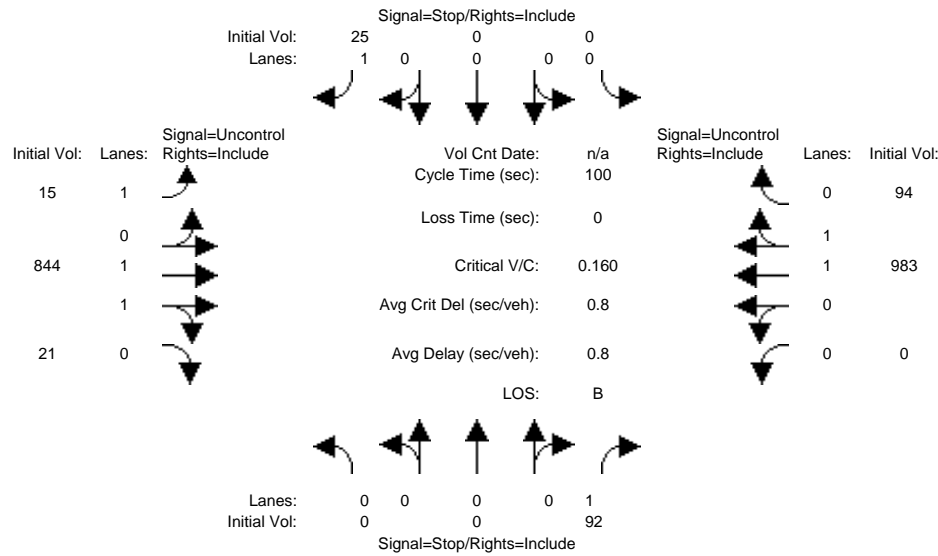 Signal=Stop/Rights=Include
Initial Vol: 25 0 0
Lanes: 1 0 0 0 0
Signal=Uncontrol Signal=Uncontrol
Initial Vol: Lanes: Rights=Include Vol Cnt Date: n/a Rights=Include Lanes: Initial Vol:
Cycle Time (sec): 100
15 1 0 94
Loss Time (sec): 0
0 1
844 1 Critical V/C: 0.160 1 983
1 Avg Crit Del (sec/veh): 0.8 0
21 0 Avg Delay (sec/veh): 0.8 0 0
LOS: B
Lanes: 0 0 0 0 1
Initial Vol: 0 0 92
Signal=Stop/Rights=Include